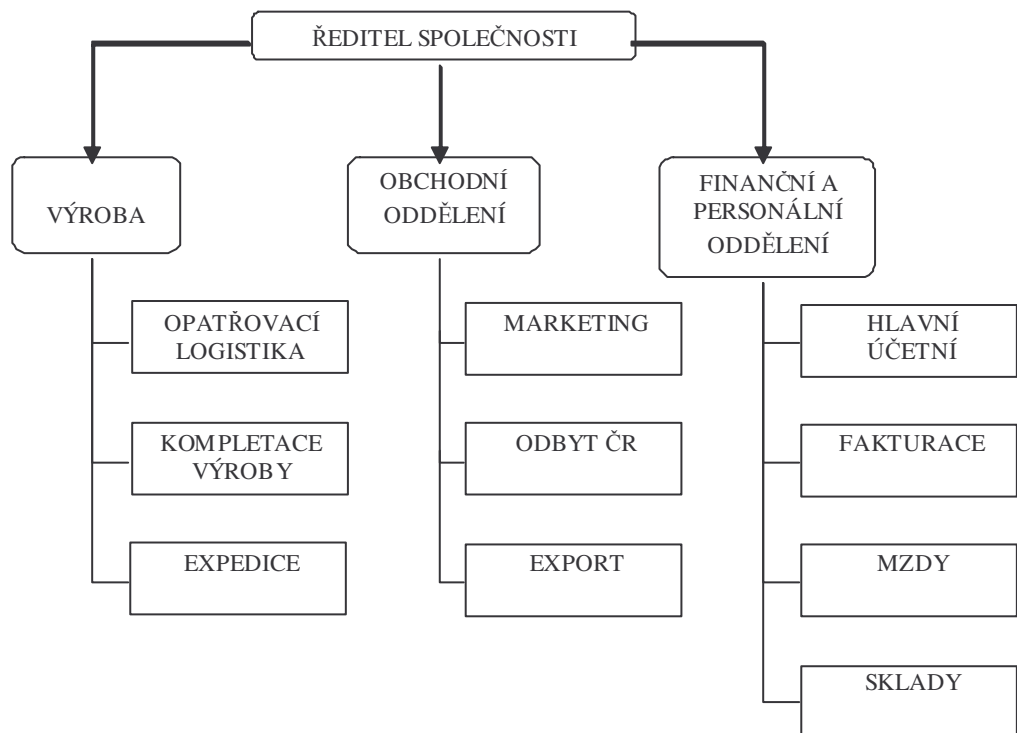 ŘEDITEL SPOLEČNOSTI
VÝROBA
OBCHODNÍ
ODDĚLENÍ
FINANČNÍ A
PERSONÁLNÍ
ODDĚLENÍ
OPATŘOVACÍ
LOGISTIKA
KOMPLETACE
VÝROBY
EXPEDICE
MARKETING
ODBYT ČR
EXPORT
HLAVNÍ
ÚČETNÍ
FAKTURACE
MZDY
SKLADY